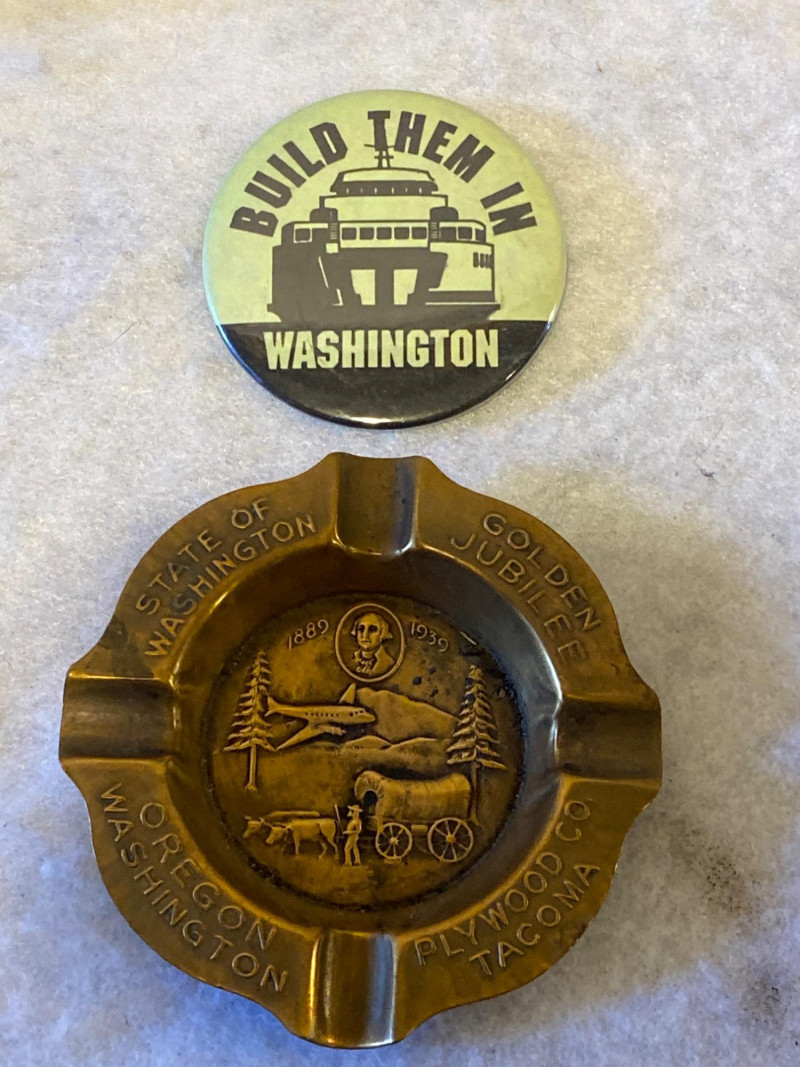 BUILD THEM IN
WASHINGTON
STATE OF
WASHINGTON
GOLDEN
JUBILEE
1889 1939
OREGON
WASHINGTON
PLYWOOD CO.
TACOMA